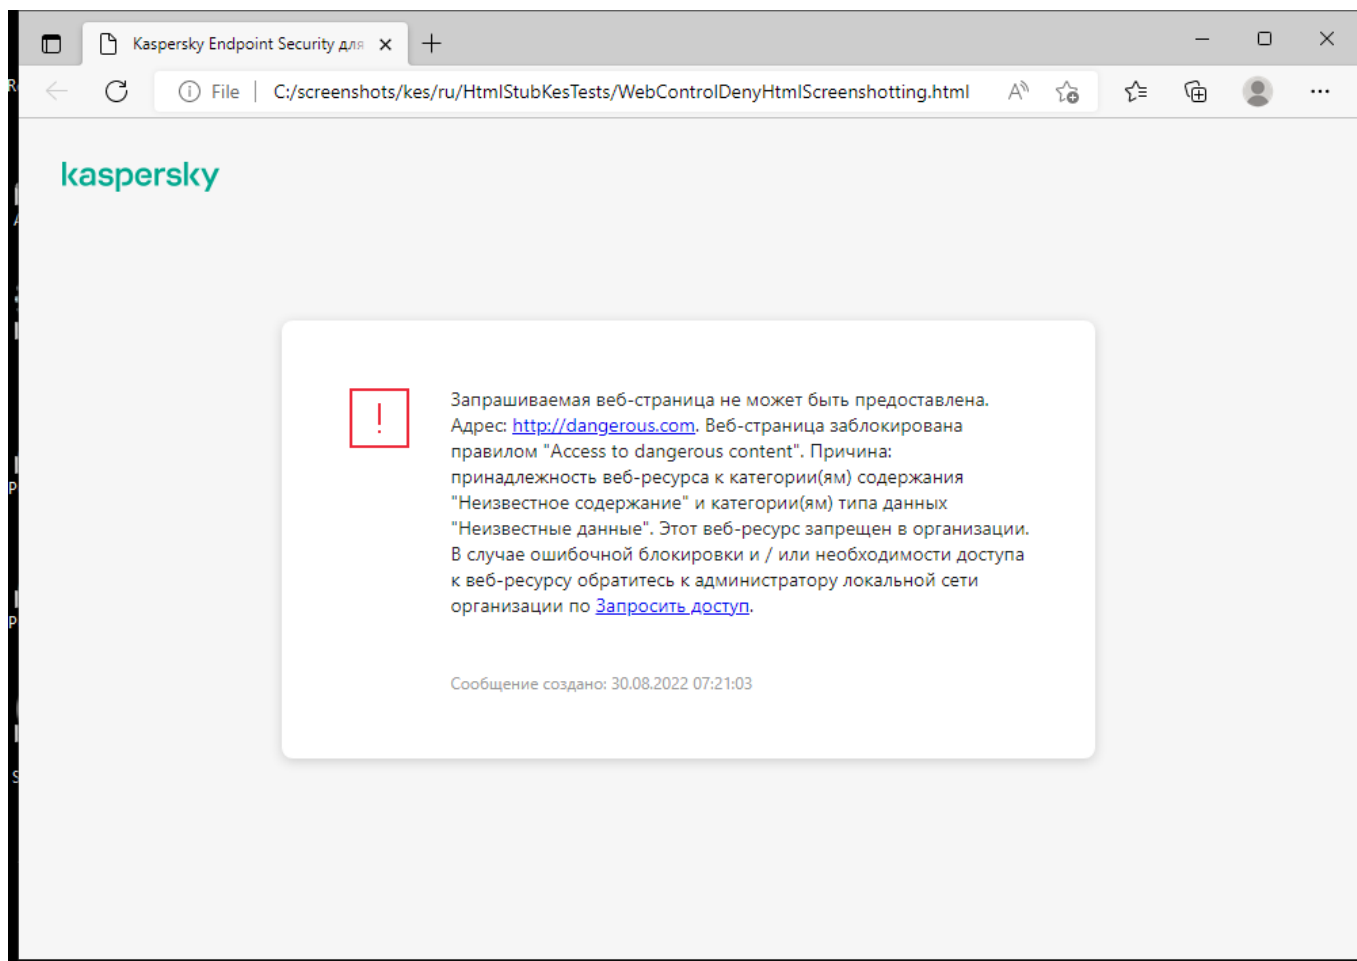 Kaspersky Endpoint Security для
File
C:/screenshots/kes/ru/HtmlStubKesTests/WebControlDenyHtmlScreenshotting.html
kaspersky
Запрашиваемая веб-страница не может быть предоставлена.
Адрес: http://dangerous.com. Веб-страница заблокирована
правилом "Access to dangerous content". Причина:
принадлежность веб-ресурса к категории(ям) содержания
"Неизвестное содержание" и категории(ям) типа данных
"Неизвестные данные". Этот веб-ресурс запрещен в организации.
В случае ошибочной блокировки и / или необходимости доступа
к веб-ресурсу обратитесь к администратору локальной сети
организации по Запросить доступ.
Сообщение создано: 30.08.2022 07:21:03